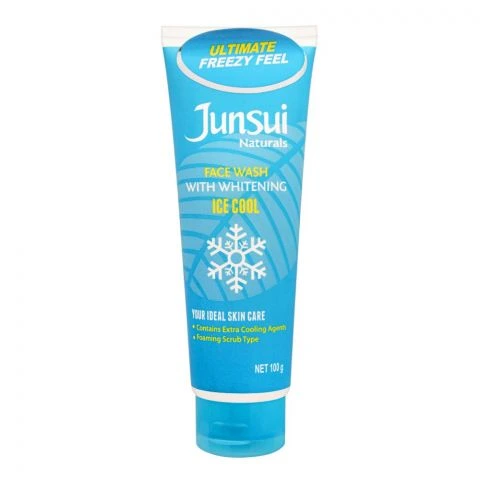 ULTIMATE
FREEZY FEEL
Junsui
Naturals
FACE WASH
WITH WHITENING
ICE COOL
YOUR IDEAL SKIN CARE
• Contains Extra Cooling Agents
• Foaming Scrub Type
NET 100 g